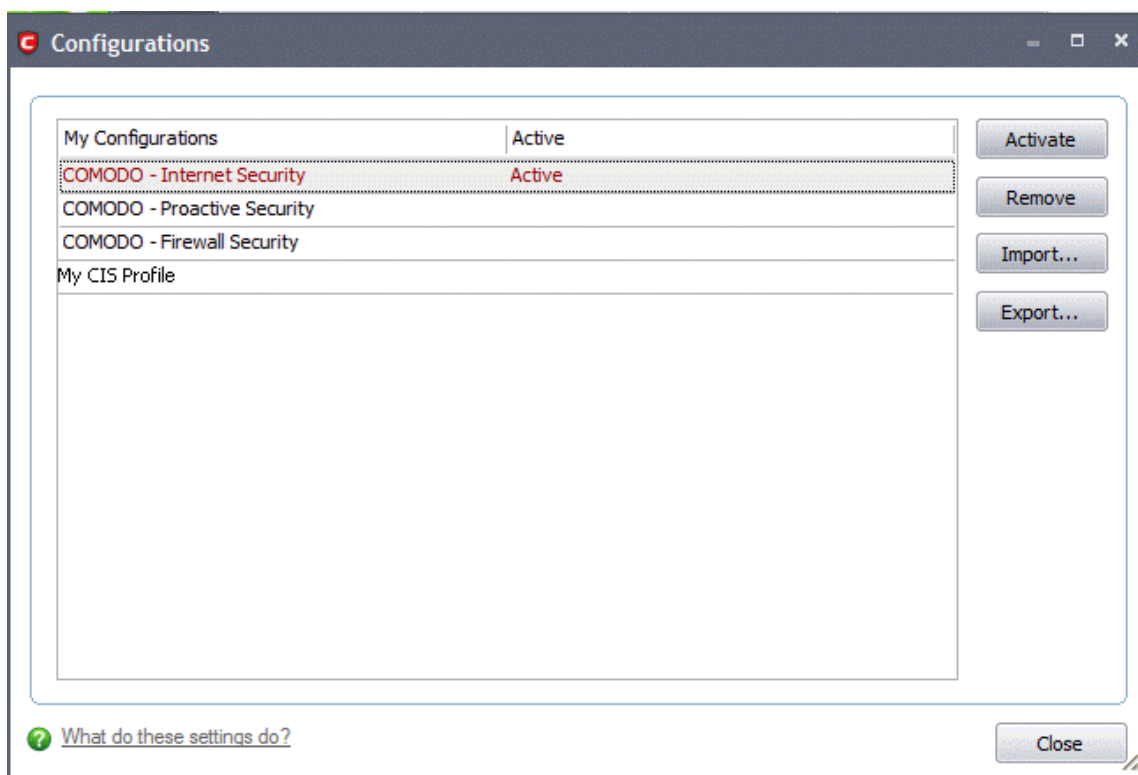 Configurations
My Configurations Active
Activate
COMODO - Internet Security Active
COMODO - Proactive Security
Remove
COMODO - Firewall Security
Import...
My CIS Profile
Export...
What do these settings do?
Close